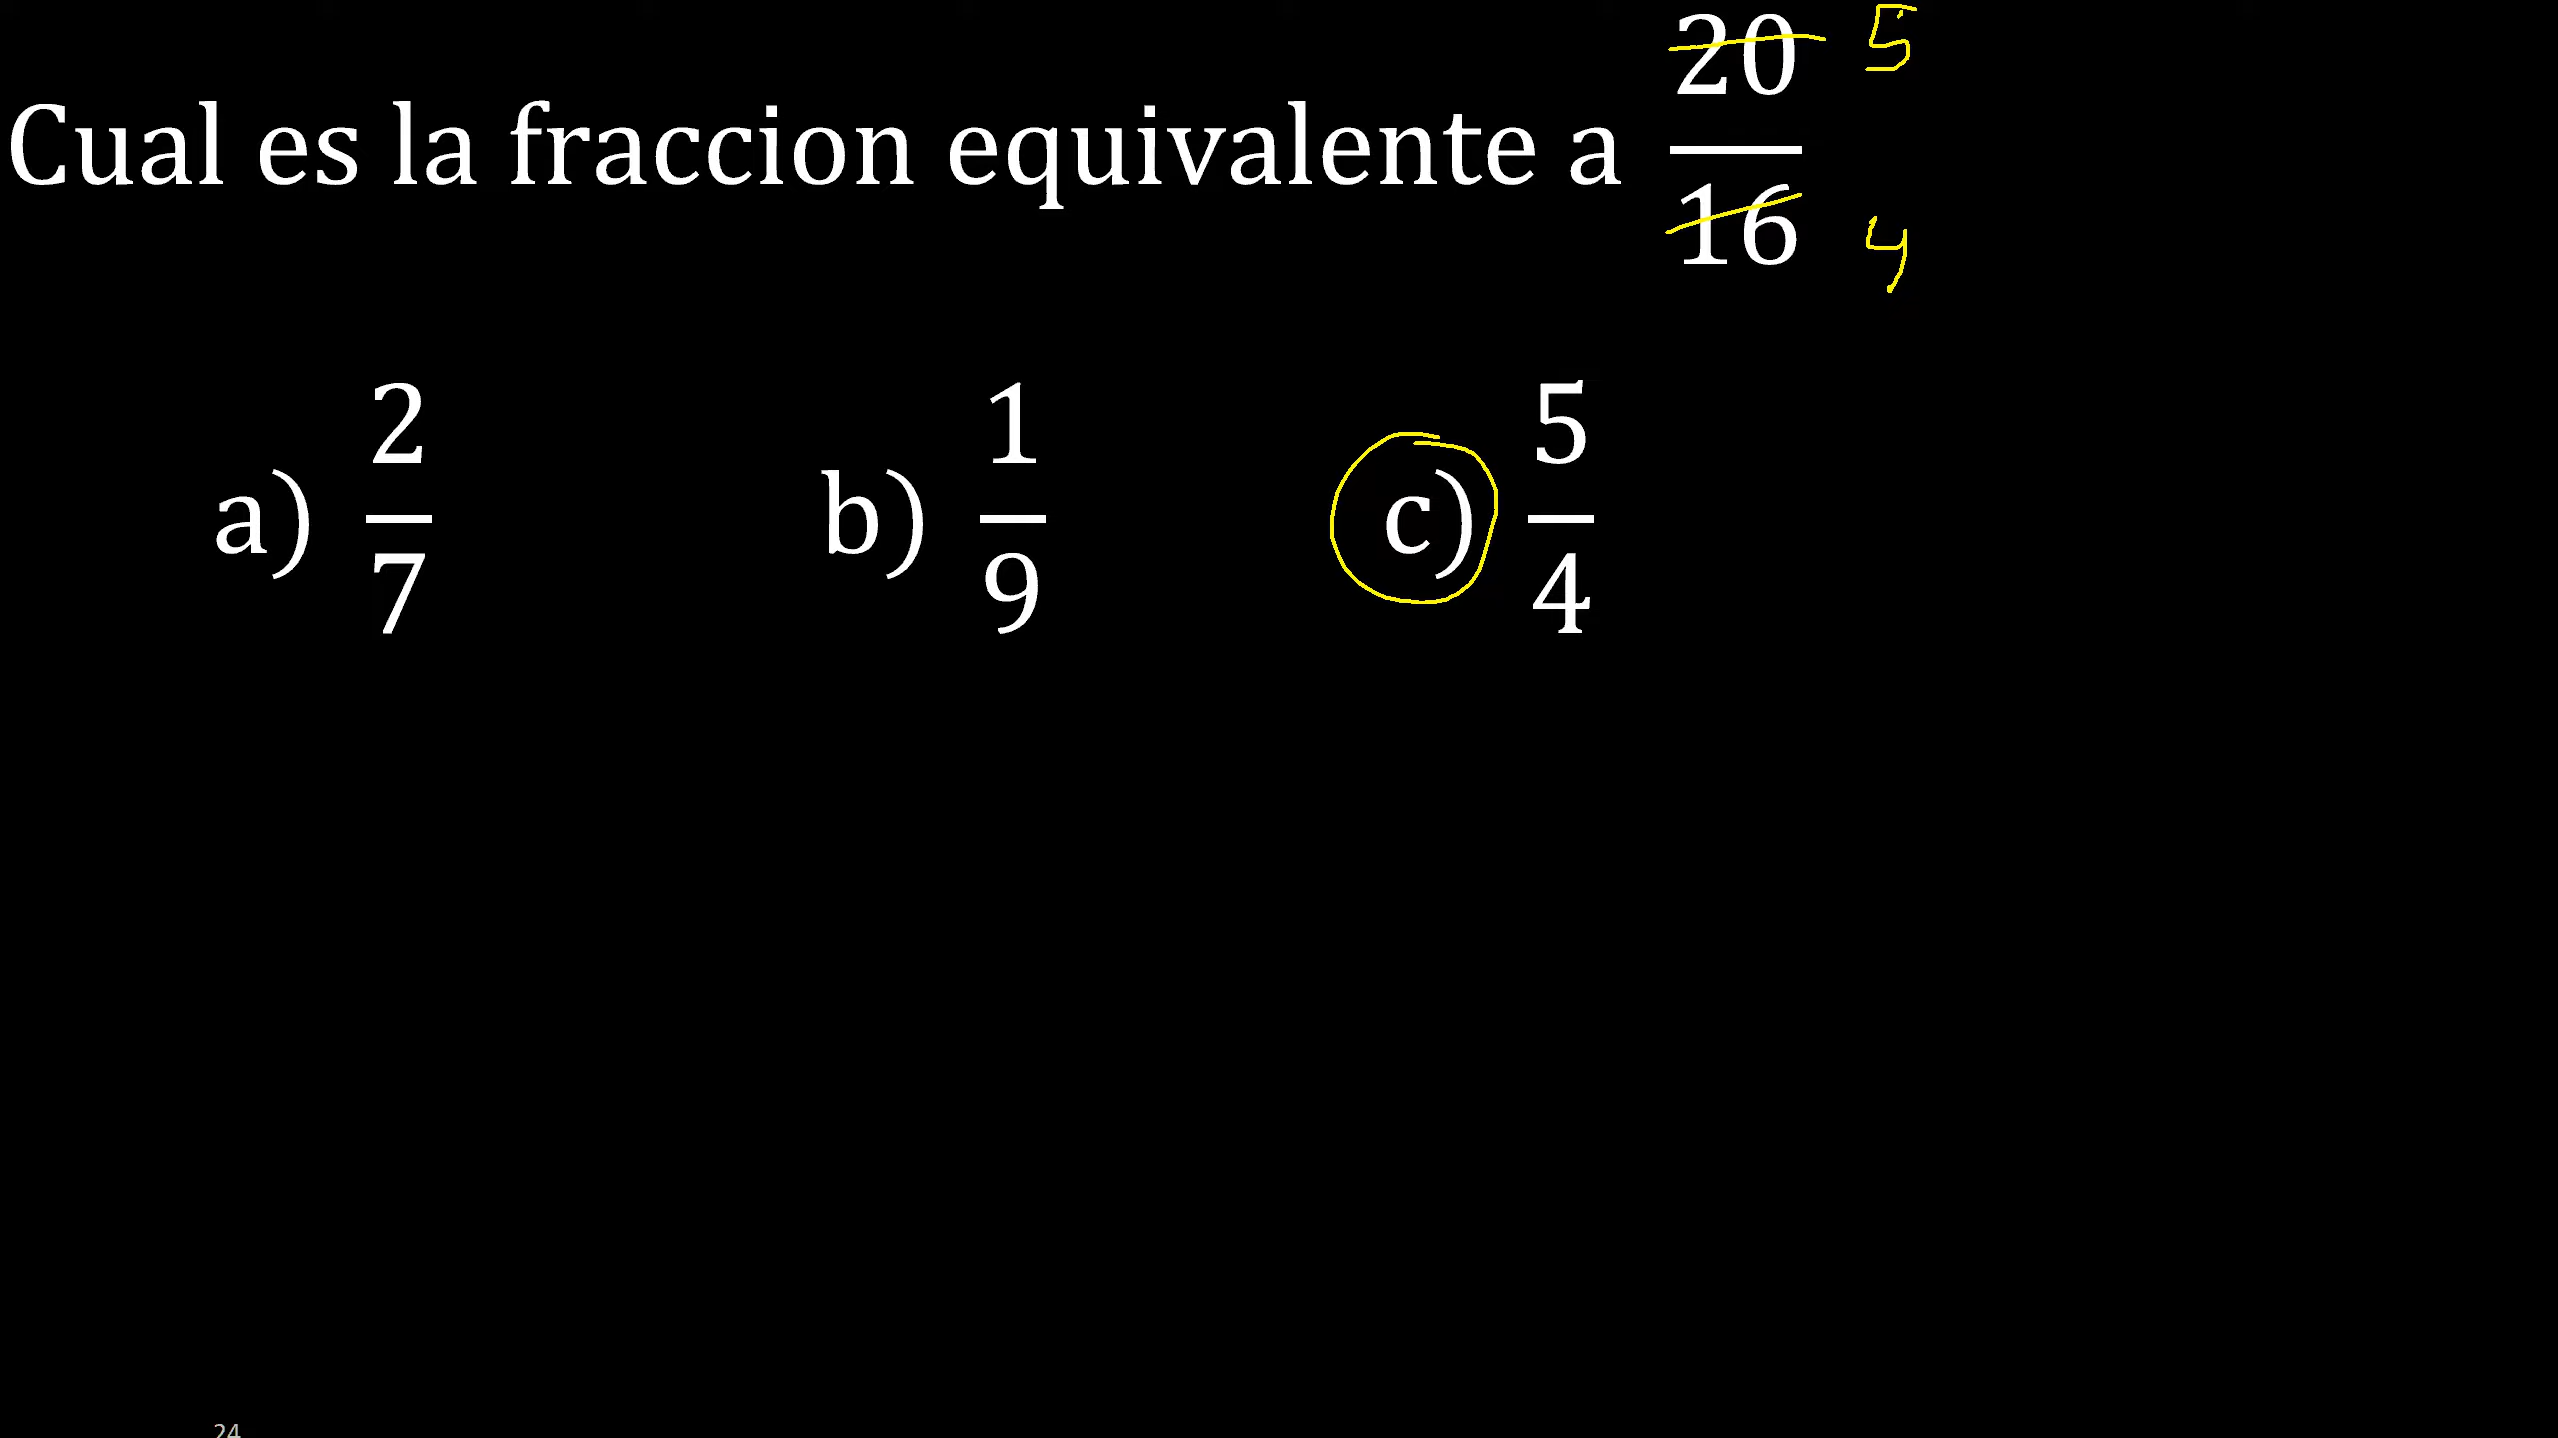 Cual es la fraccion equivalente a 20/16 5/4
a) 2/7 b) 1/9 c) 5/4
24